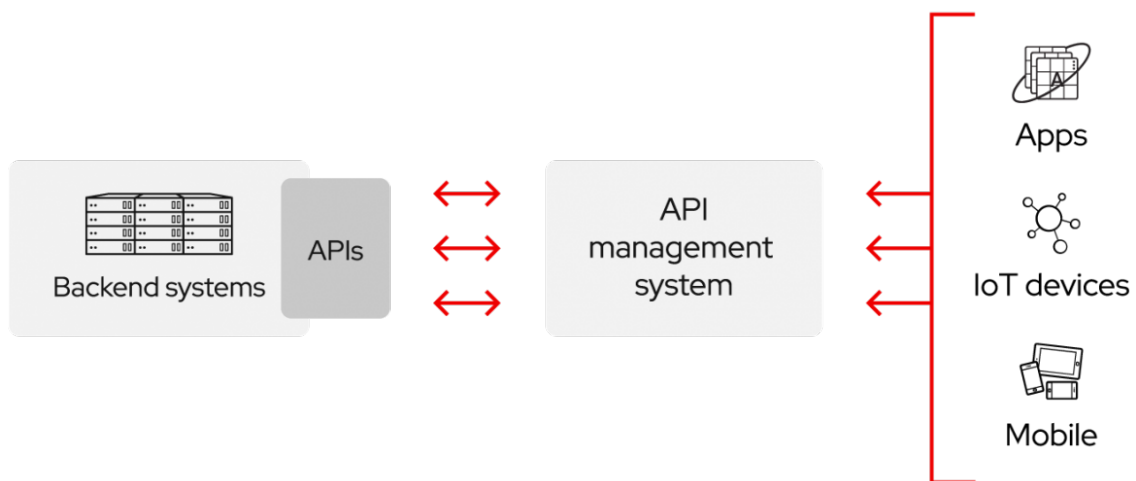 Backend systems
APIs
API
management
system
A
Apps
IoT devices
Mobile